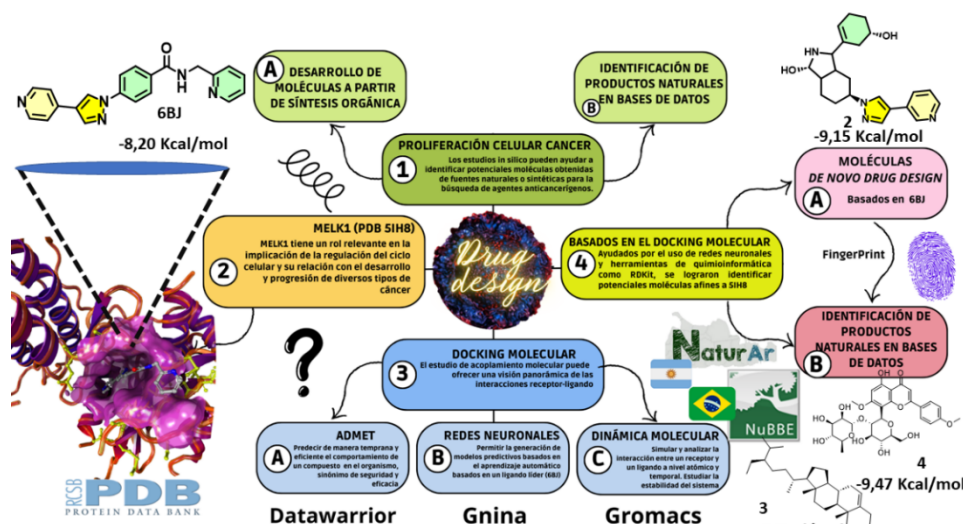 A
DESARROLLO DE
MOLÉCULAS A PARTIR
DE SÍNTESIS ORGÁNICA
IDENTIFICACIÓN DE
PRODUCTOS NATURALES
EN BASES DE DATOS
B
O
N
H
N
N
N
N
6BJ
-8,20 Kcal/mol
HN
OH
HO
N
N
N
2
-9,15 Kcal/mol
1
PROLIFERACIÓN CELULAR CANCER
Los estudios in silico pueden ayudar a
identificar potenciales moléculas obtenidas
de fuentes naturales o sintéticas para la
búsqueda de agentes anticancerígenos.
MOLÉCULAS
DE NOVO DRUG DESIGN
A
Basados en 6BJ
2
MELK1 (PDB 5IH8)
MELK1 tiene un rol relevante en la
implicación de la regulación del ciclo
celular y su relación con el desarrollo
y progresión de diversos tipos de
cáncer
Drug
design
4
BASADOS EN EL DOCKING MOLECULAR
Ayudados por el uso de redes neuronales
y herramientas de quimioinformática
como RDKit, se lograron identificar
potenciales moléculas afines a 5IH8
FingerPrint
IDENTIFICACIÓN DE
PRODUCTOS
NATURALES EN BASES
DE DATOS
B
3
DOCKING MOLECULAR
El estudio de acoplamiento molecular puede
ofrecer una visión panorámica de las
interacciones receptor-ligando
NaturAr
NuBBE
A
ADMET
Predecir de manera temprana y
eficiente el comportamiento de
un compuesto en el organismo,
sinónimo de seguridad y
eficacia
B
REDES NEURONALES
Permitir la generación de
modelos predictivos basados en
el aprendizaje automático
basados en un ligando líder (6BJ)
C
DINÁMICA MOLECULAR
Simular y analizar la
interacción entre un receptor y
un ligando a nivel atómico y
temporal. Estudiar la
estabilidad del sistema
4
-9,47 Kcal/mol
3
RCSB
PDB
PROTEIN DATA BANK
Datawarrior
Gnina
Gromacs